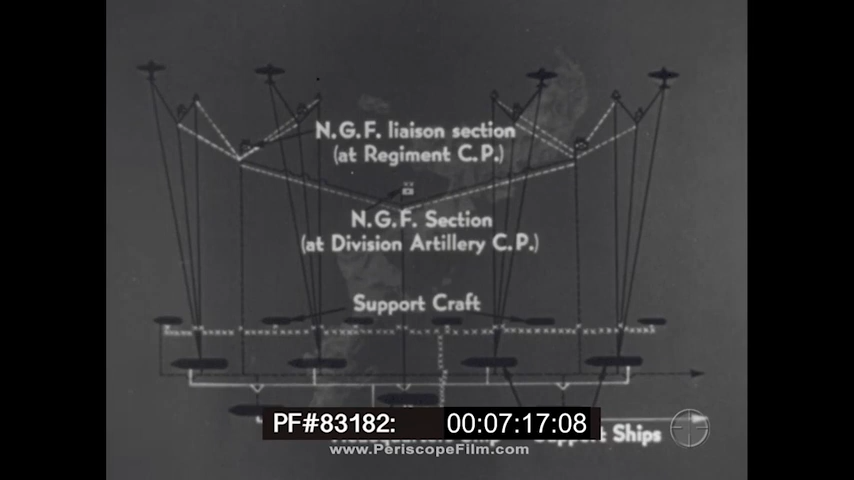 N.G.F. liaison section
(at Regiment C.P.)
N.G.F. Section
(at Division Artillery C.P.)
Support Craft
Support Ships
PF#83182: 00:07:17:08
www.PeriscopeFilm.com